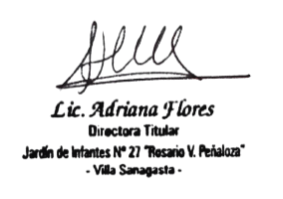 Lic. Adriana Flores
Directora Titular
Jardín de Infantes Nº 27 "Rosario V. Peñaloza"
- Villa Sanagasta -